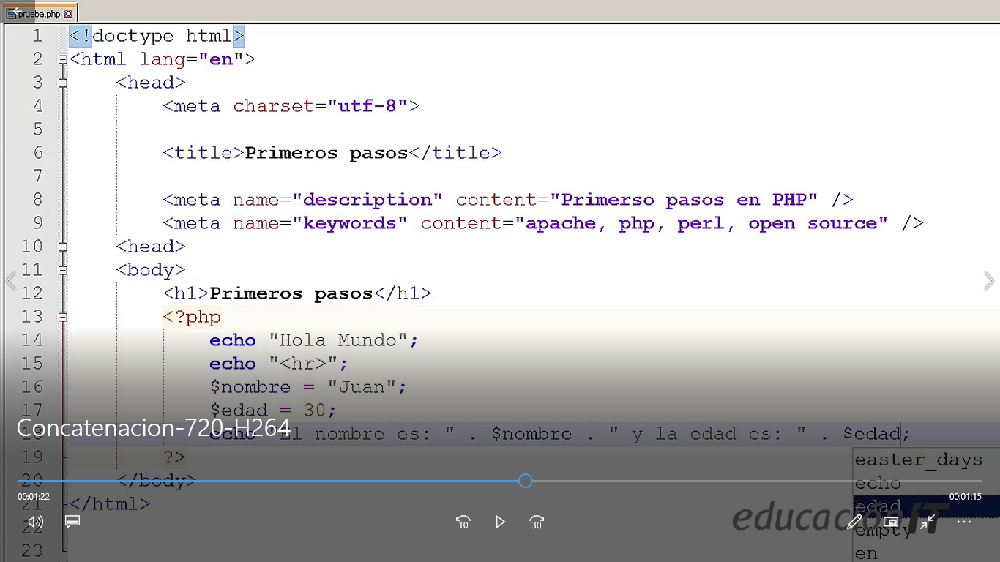 prueba.php
1 <!doctype html>
2 <html lang="en">
3 <head>
4 <meta charset="utf-8">
5
6 <title>Primeros pasos</title>
7
8 <meta name="description" content="Primerso pasos en PHP" />
9 <meta name="keywords" content="apache, php, perl, open source" />
10 <head>
11 <body>
12 <h1>Primeros pasos</h1>
13 <?php
14 echo "Hola Mundo";
15 echo "<hr>";
16 $nombre = "Juan";
17 $edad = 30;
Concatenacion-720-H264
18 echo "El nombre es: " . $nombre . " y la edad es: " . $edad;
19 ?>
easter_days
20 </body>
echo
00:01:22
00:01:15
21 </html>
edad
educaciónIT
10
30
22
empty
23
en